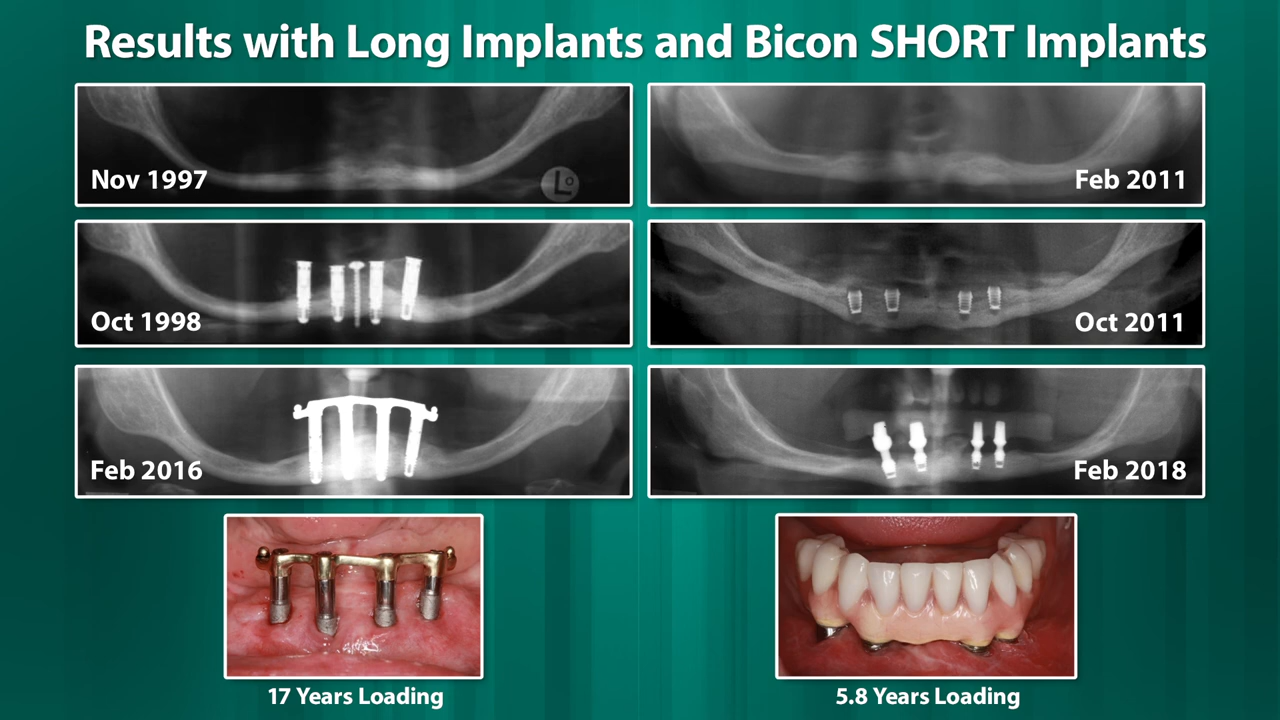 Results with Long Implants and Bicon SHORT Implants
Nov 1997
L
Feb 2011
Oct 1998
Oct 2011
Feb 2016
Feb 2018
17 Years Loading
5.8 Years Loading